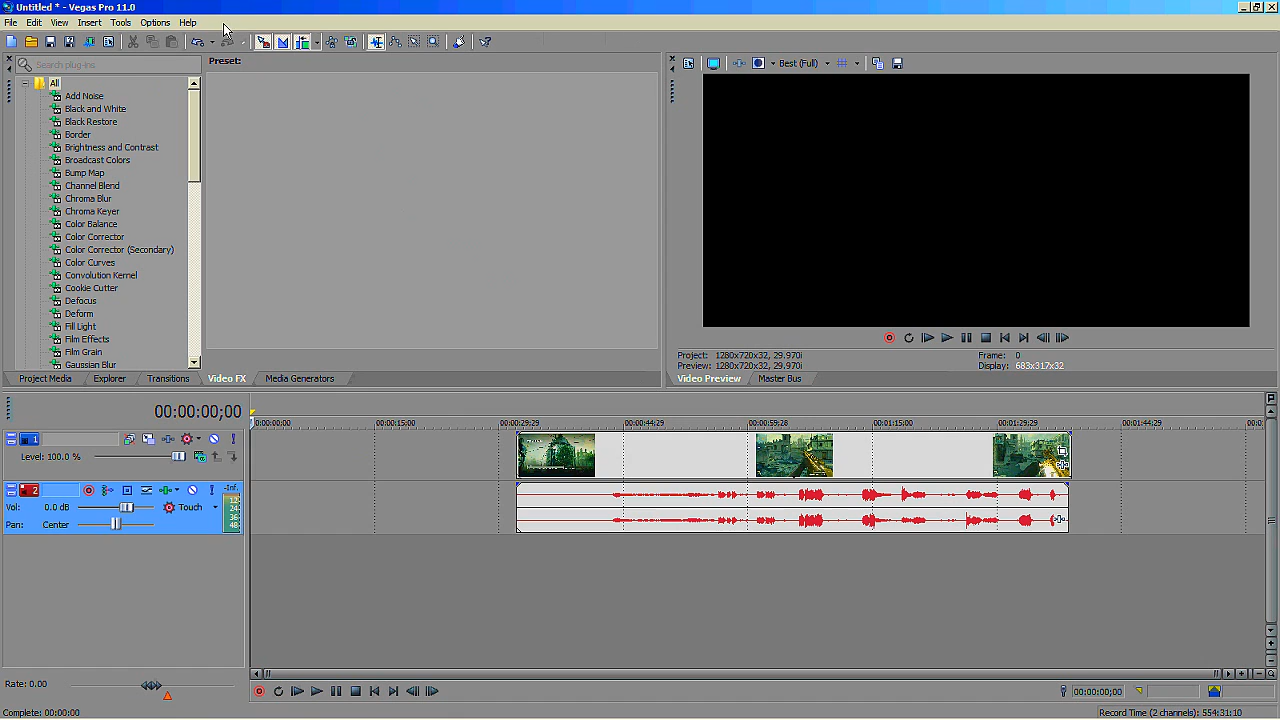 Untitled * - Vegas Pro 11.0
File Edit View Insert Tools Options Help
Search plug-ins
Preset:
Best (Full)
All
Add Noise
Black and White
Black Restore
Border
Brightness and Contrast
Broadcast Colors
Bump Map
Channel Blend
Chroma Blur
Chroma Keyer
Color Balance
Color Corrector
Color Corrector (Secondary)
Color Curves
Convolution Kernel
Cookie Cutter
Defocus
Deform
Fill Light
Film Effects
Film Grain
Gaussian Blur
Project: 1280x720x32, 29.970i
Preview: 1280x720x32, 29.970i
Frame: 0
Display: 683x317x32
Project Media Explorer Transitions Video FX Media Generators
Video Preview Master Bus
00:00:00;00
00:00:00;00 00:00:15;00 00:00:29;29 00:00:44;29 00:00:59;28 00:01:15;00 00:01:29;29 00:01:44;29 00:0
1
Level: 100.0 %
2
-Inf.
Vol: 0.0 dB Touch
Pan: Center
12
24
36
48
Rate: 0.00
00:00:00;00
Complete: 00:00:00
Record Time (2 channels): 554:31:10